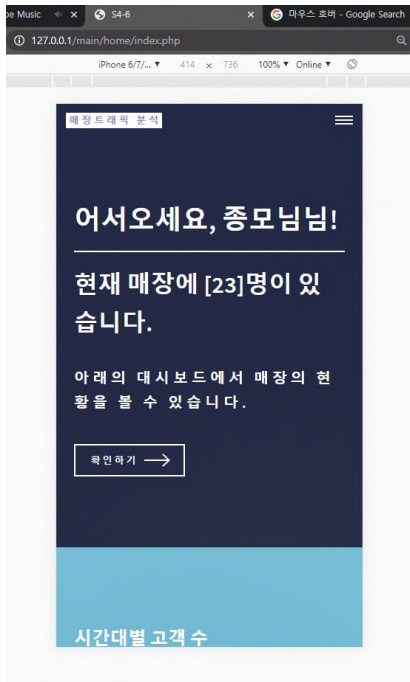 be Music
S4-6
마우스 호버 - Google Search
127.0.0.1/main/home/index.php
iPhone 6/7/... ▼ 414 x 736 100% ▼ Online ▼
매장트래픽 분석
어서오세요, 종모님님!
현재 매장에 [23]명이 있
습니다.
아래의 대시보드에서 매장의 현
황을 볼 수 있습니다.
확인하기
시간대별 고객 수